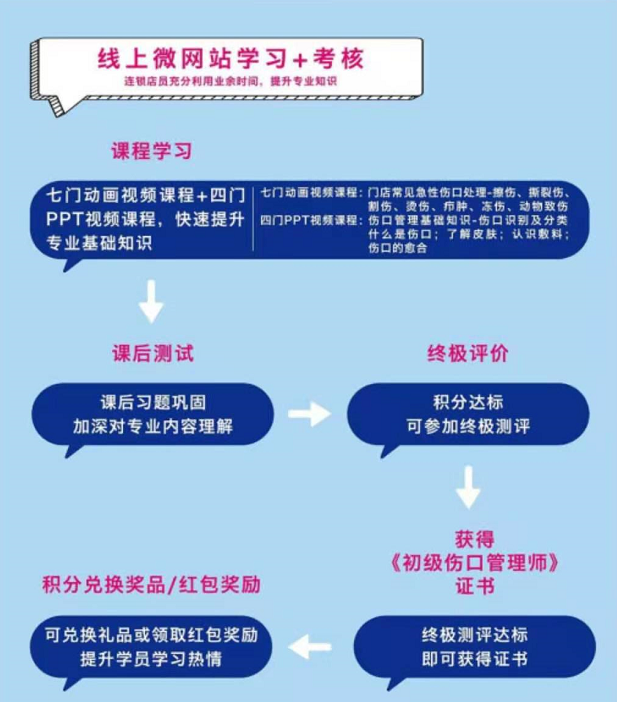 线上微网站学习+考核
连锁店员充分利用业余时间，提升专业知识
课程学习
七门动画视频课程+四门
PPT视频课程，快速提升
专业基础知识
七门动画视频课程：门店常见急性伤口处理-擦伤、撕裂伤、
割伤、烫伤、疖肿、冻伤、动物致伤
四门PPT视频课程：伤口管理基础知识-伤口识别及分类
什么是伤口；了解皮肤；认识敷料；
伤口的愈合
课后测试
课后习题巩固
加深对专业内容理解
终极评价
积分达标
可参加终极测评
获得
《初级伤口管理师》
证书
终极测评达标
即可获得证书
积分兑换奖品/红包奖励
可兑换礼品或领取红包奖励
提升学员学习热情